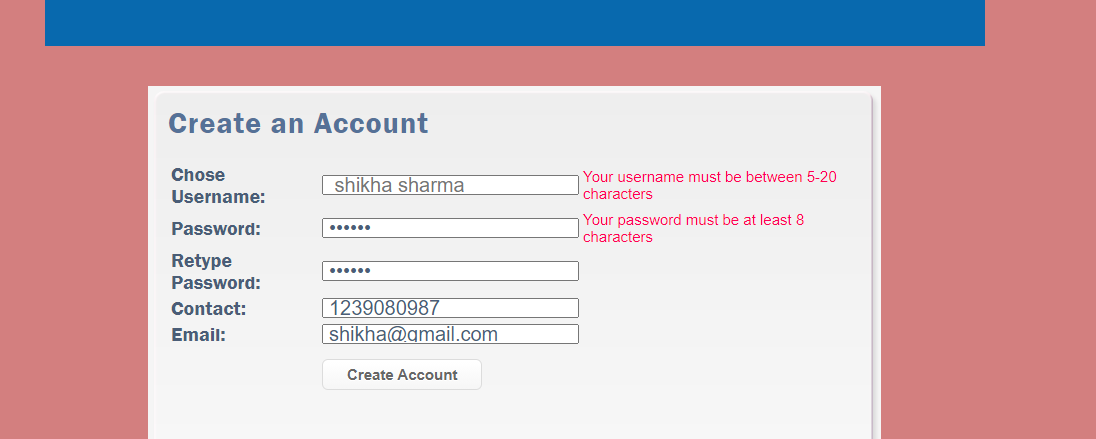 Create an Account
Chose
Username:
shikha sharma
Your username must be between 5-20
characters
Password:
••••••
Your password must be at least 8
characters
Retype
Password:
••••••
Contact:
1239080987
Email:
shikha@gmail.com
Create Account